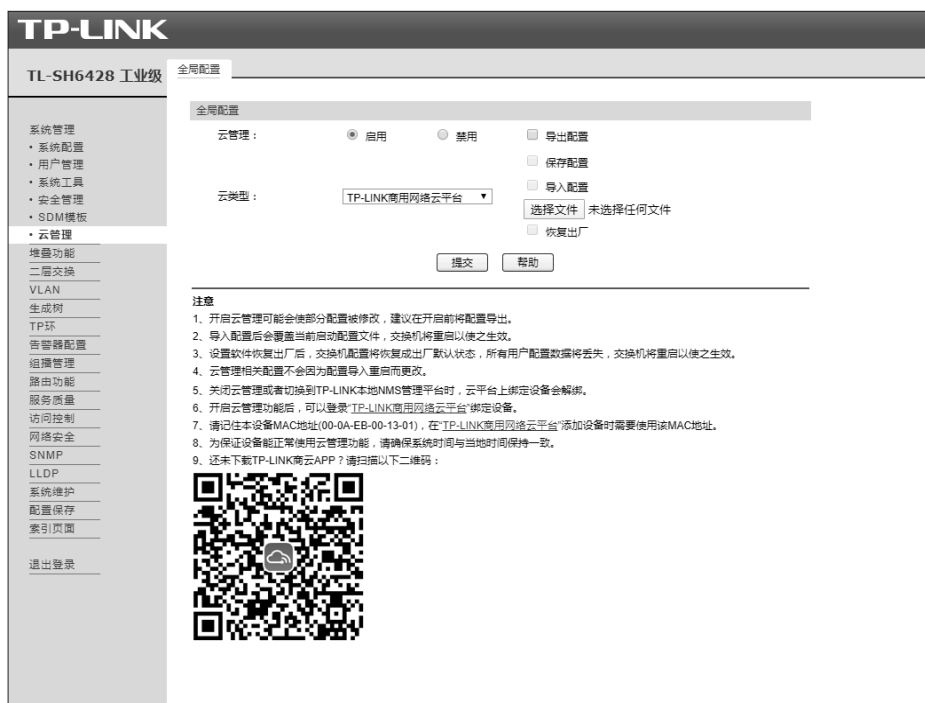 TP-LINK
TL-SH6428 工业级
全局配置
系统管理
• 系统配置
• 用户管理
• 系统工具
• 安全管理
• SDM模板
• 云管理
堆叠功能
二层交换
VLAN
生成树
TP环
告警器配置
组播管理
路由功能
服务质量
访问控制
网络安全
SNMP
LLDP
系统维护
配置保存
索引页面
退出登录
全局配置
云管理： 启用 禁用 导出配置
保存配置
导入配置
云类型： TP-LINK商用网络云平台
选择文件 未选择任何文件
恢复出厂
提交 帮助
注意
1、开启云管理可能会使部分配置被修改，建议在开启前将配置导出。
2、导入配置后会覆盖当前启动配置文件，交换机将重启以使之生效。
3、设置软件恢复出厂后，交换机配置将恢复成出厂默认状态，所有用户配置数据将丢失，交换机将重启以使之生效。
4、云管理相关配置不会因为配置导入重启而更改。
5、关闭云管理或者切换到TP-LINK本地NMS管理平台时，云平台上绑定设备会解绑。
6、开启云管理功能后，可以登录“TP-LINK商用网络云平台”绑定设备。
7、请记住本设备MAC地址(00-0A-EB-00-13-01)，在“TP-LINK商用网络云平台”添加设备时需要使用该MAC地址。
8、为保证设备能正常使用云管理功能，请确保系统时间与当地时间保持一致。
9、还未下载TP-LINK商云APP？请扫描以下二维码：